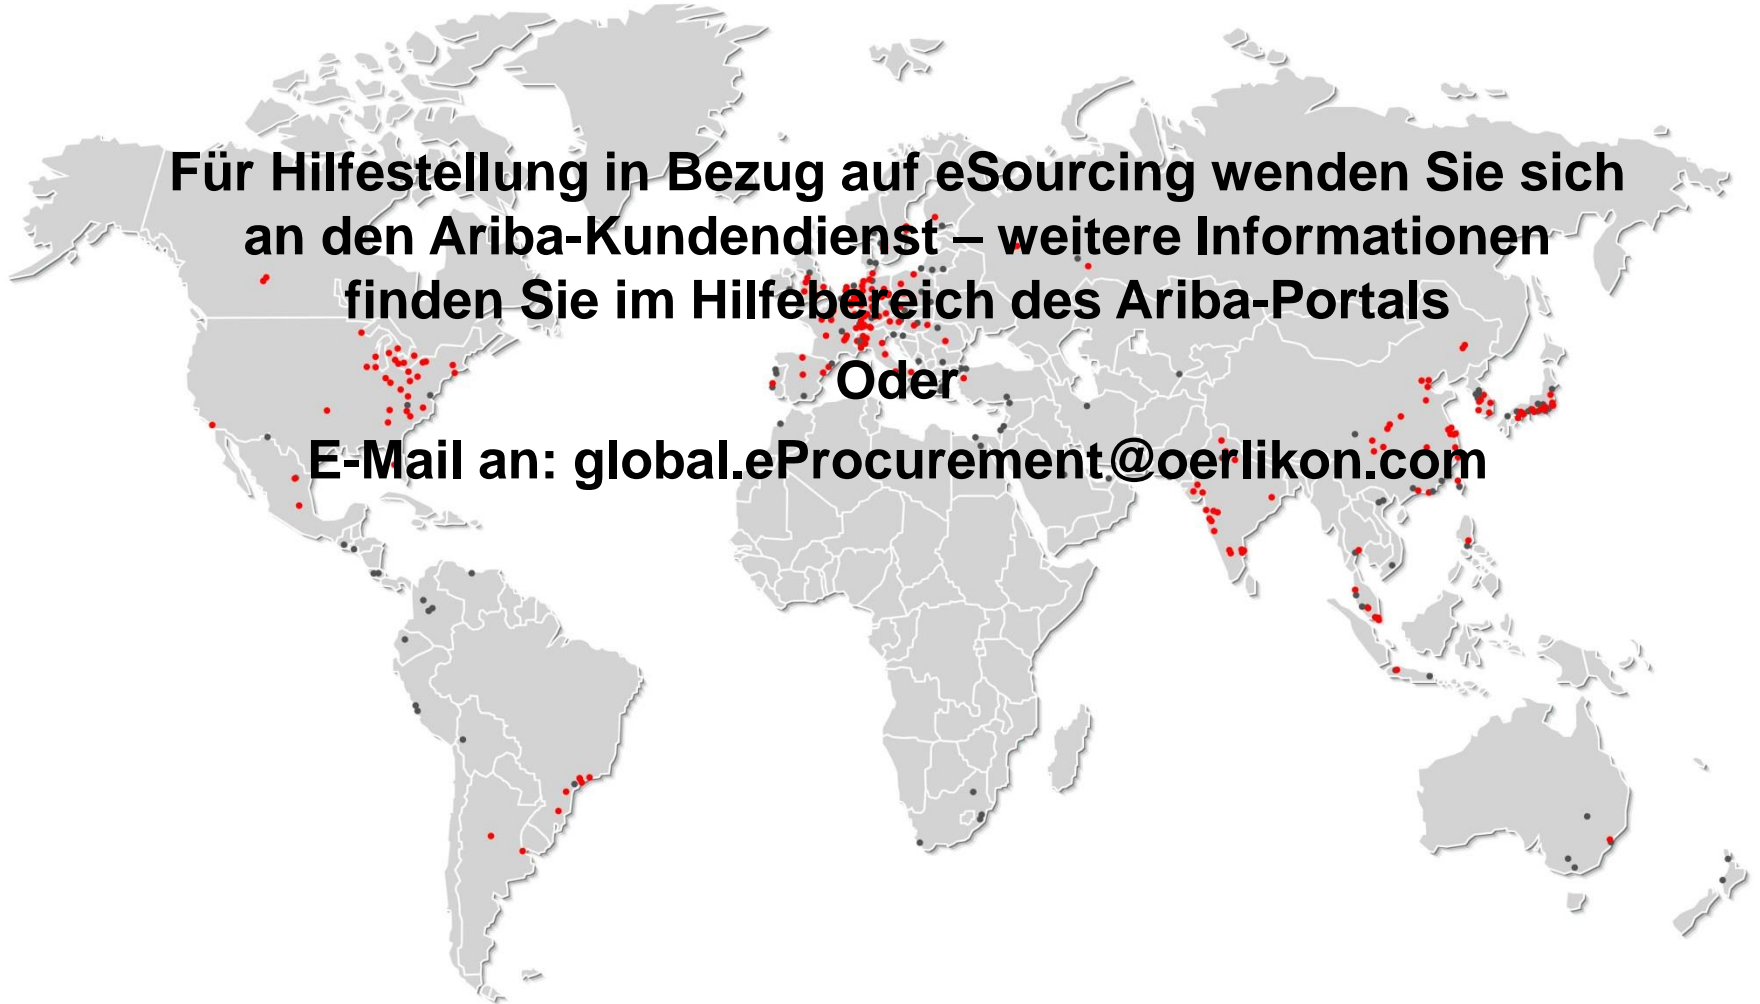 Für Hilfestellung in Bezug auf eSourcing wenden Sie sich
an den Ariba-Kundendienst – weitere Informationen
finden Sie im Hilfebereich des Ariba-Portals
Oder
E-Mail an: global.eProcurement@oerlikon.com